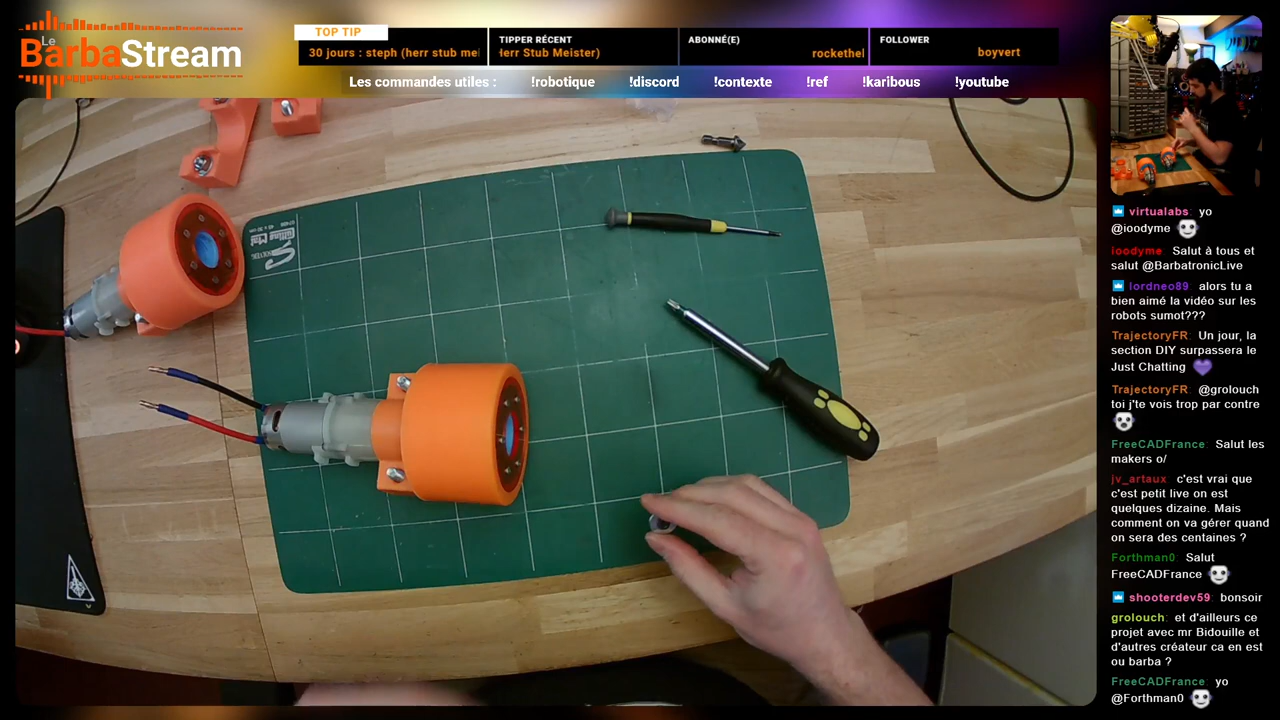 Le
BarbaStream
TOP TIP
30 jours : steph (herr stub mei
TIPPER RÉCENT
Herr Stub Meister)
ABONNÉ(E)
rockethel
FOLLOWER
boyvert
Les commandes utiles : !robotique !discord !contexte !ref !karibous !youtube
virtualabs: yo
@ioodyme
ioodyme Salut à tous et
salut @BarbatronicLive
lordneo89: alors tu a
bien aimé la vidéo sur les
robots sumot???
TrajectoryFR: Un jour, la
section DIY surpassera le
Just Chatting
TrajectoryFR: @grolouch
toi j'te vois trop par contre
FreeCADFrance: Salut les
makers o/
jv_artaux: c'est vrai que
c'est petit live on est
quelques dizaine. Mais
comment on va gérer quand
on sera des centaines ?
Forthman0: Salut
FreeCADFrance
shooterdev59: bonsoir
grolouch: et d'ailleurs ce
projet avec mr Bidouille et
d'autres créateur ca en est
ou barba ?
FreeCADFrance: yo
@Forthman0
Cutting Mat